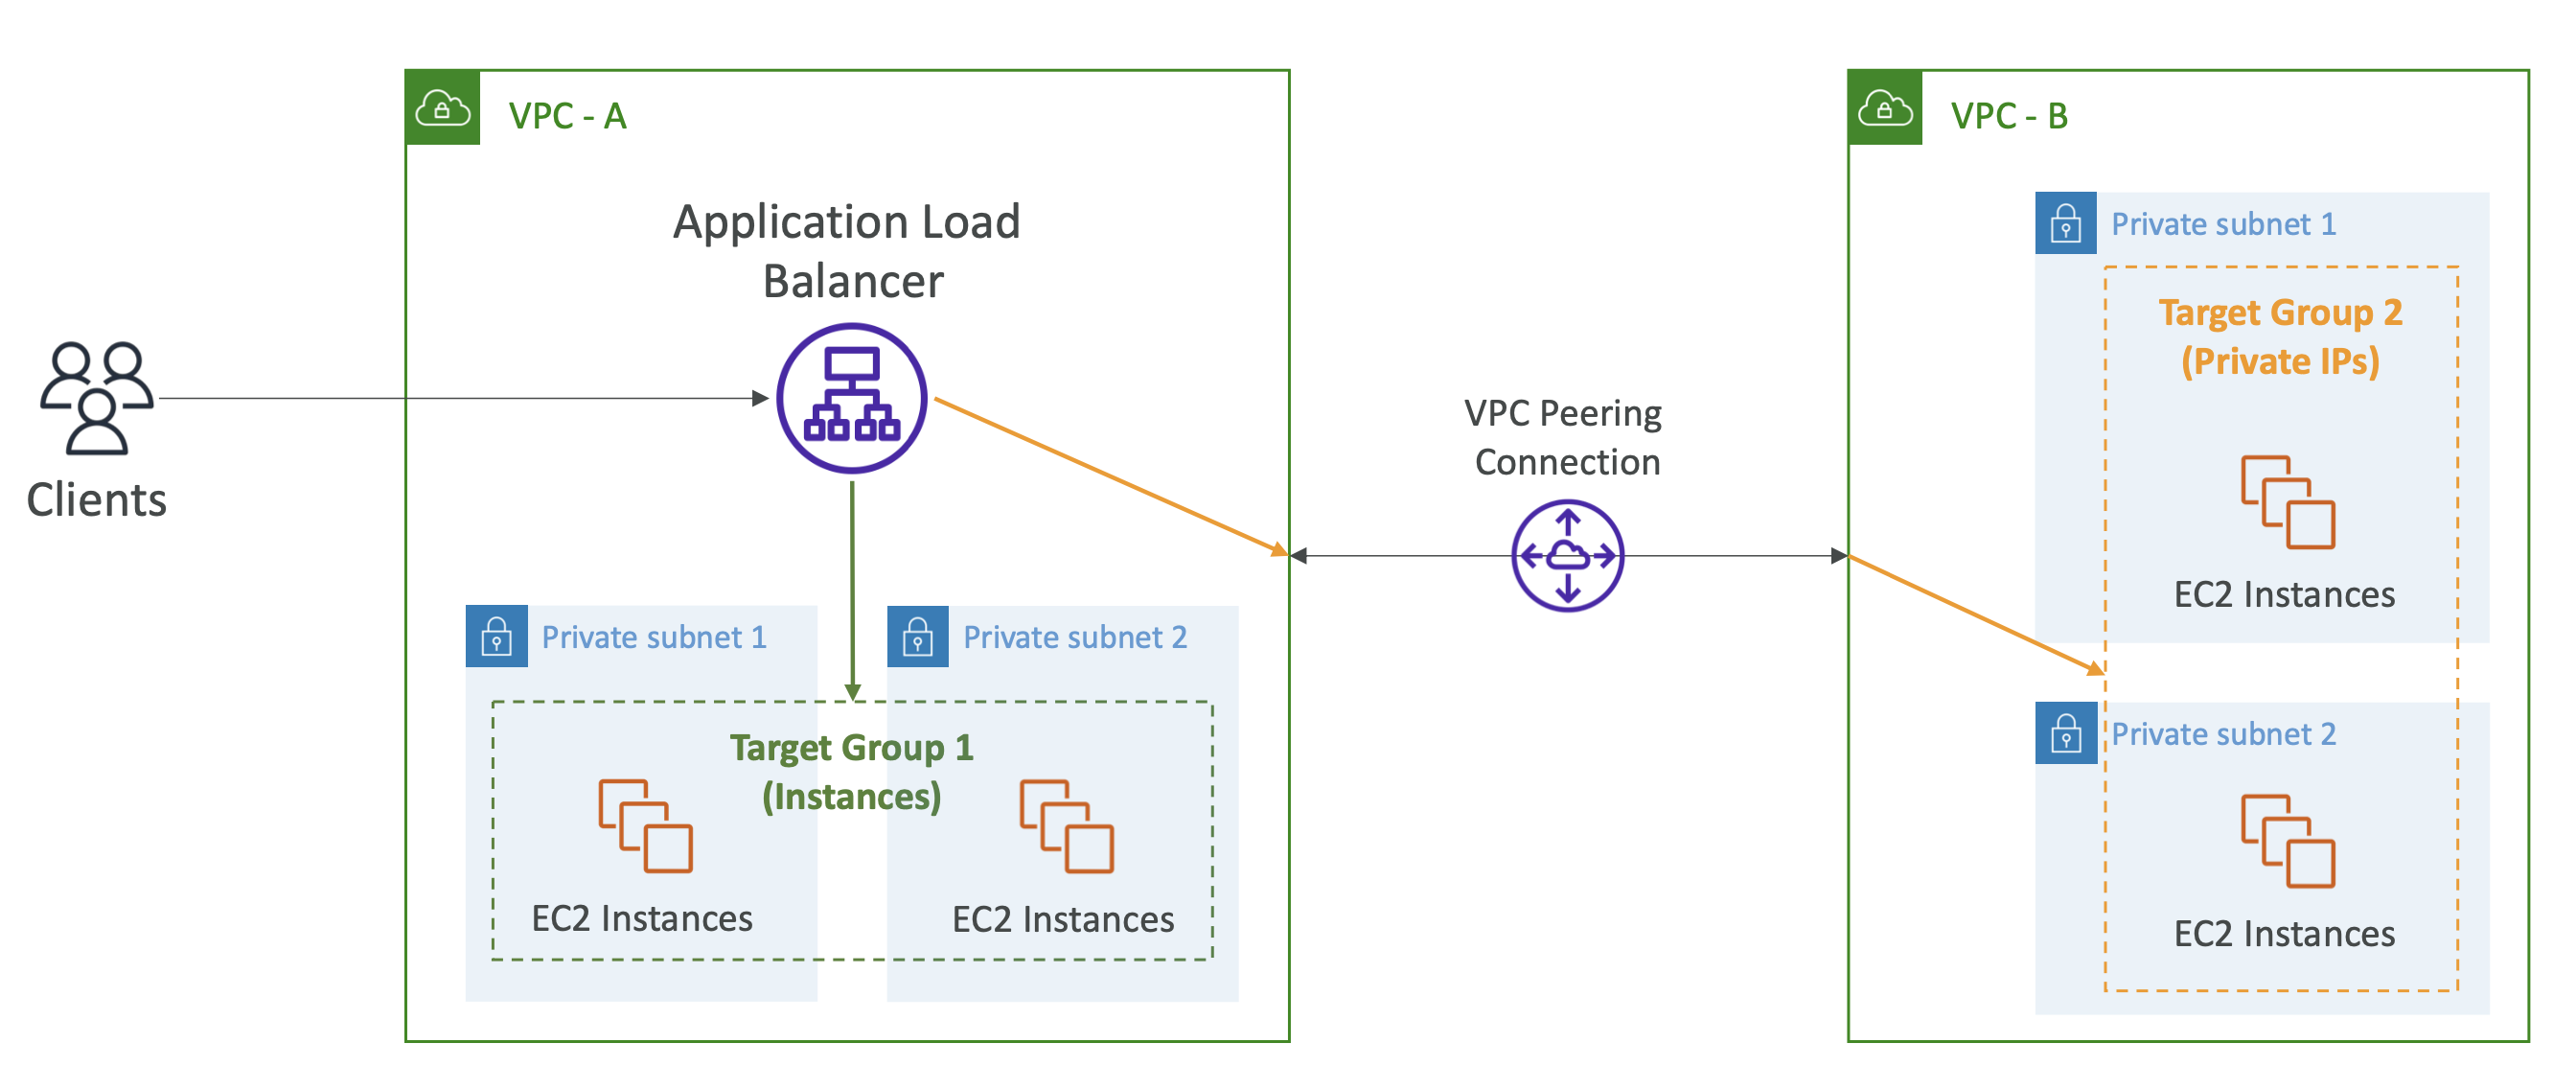 VPC - A
Application Load
Balancer
Clients
Private subnet 1
Private subnet 2
Target Group 1
(Instances)
EC2 Instances
EC2 Instances
VPC Peering
Connection
VPC - B
Private subnet 1
Target Group 2
(Private IPs)
EC2 Instances
Private subnet 2
EC2 Instances